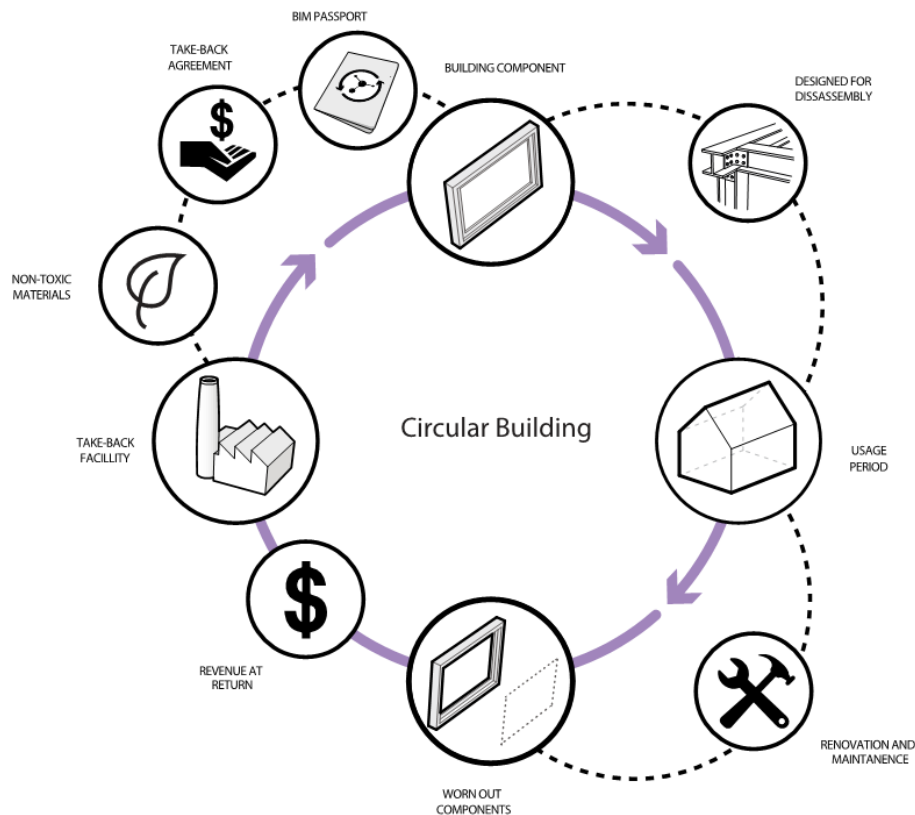 BIM PASSPORT
TAKE-BACK
AGREEMENT
BUILDING COMPONENT
DESIGNED FOR
DISSASSEMBLY
$
NON-TOXIC
MATERIALS
Circular Building
TAKE-BACK
FACILLITY
USAGE
PERIOD
$
REVENUE AT
RETURN
RENOVATION AND
MAINTANENCE
WORN OUT
COMPONENTS